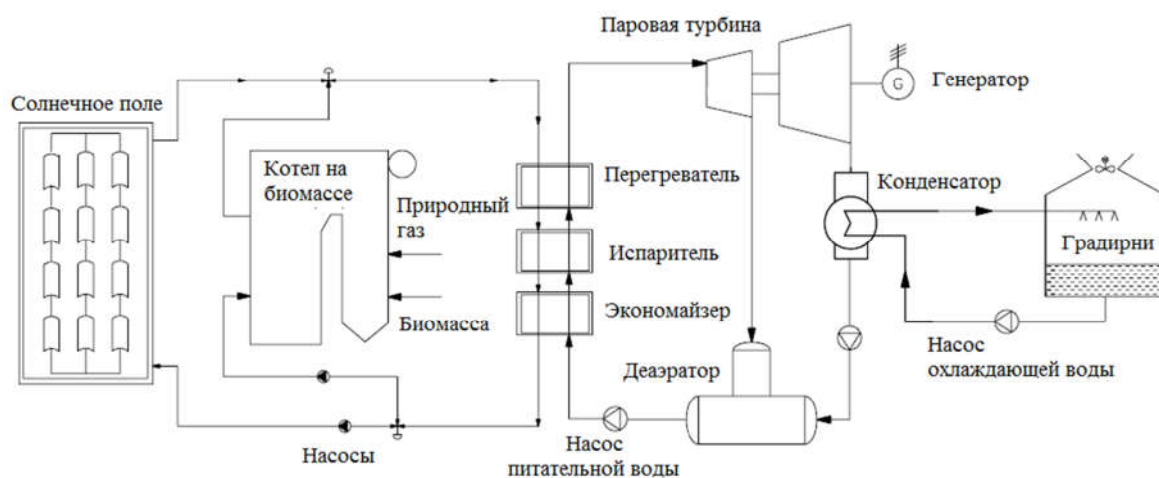 Паровая турбина
Солнечное поле
G
Генератор
Котел на
биомассе
Природный
газ
Биомасса
Перегреватель
Испаритель
Экономайзер
Конденсатор
Градирни
Деаэратор
Насос
охлаждающей воды
Насосы
Насос
питательной воды